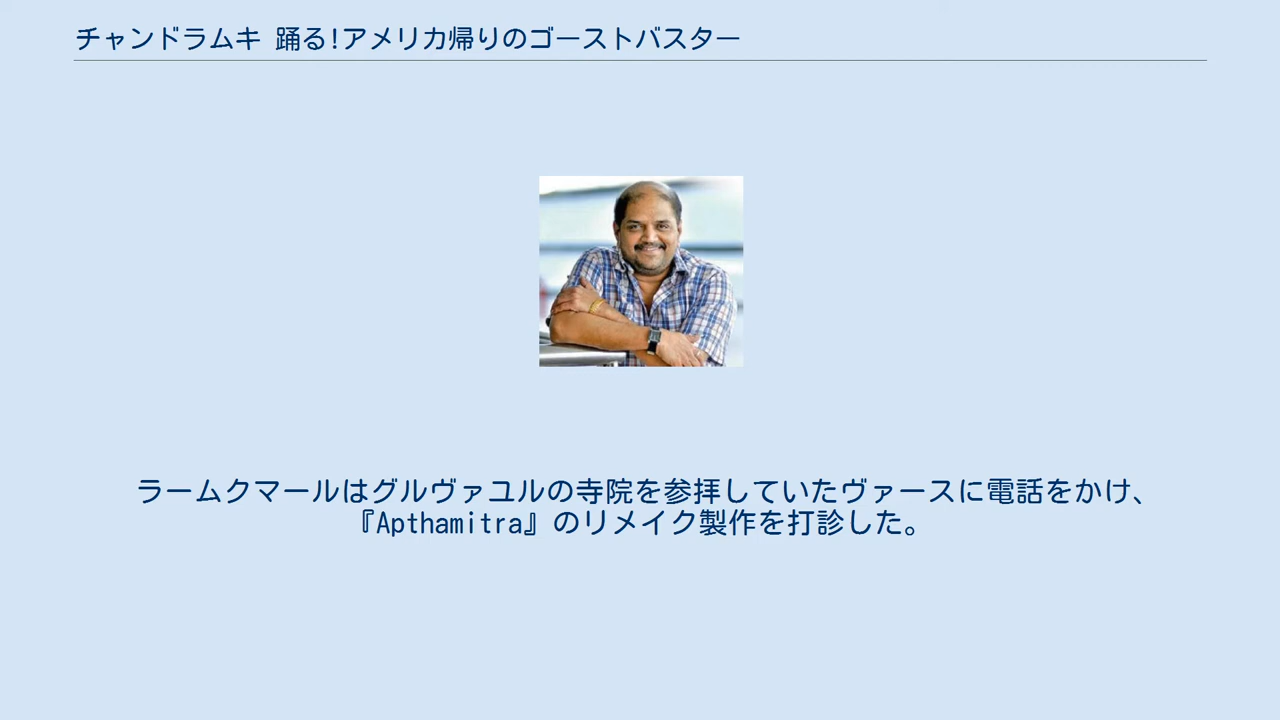 チャンドラムキ 踊る!アメリカ帰りのゴーストバスター
ラームクマールはグルヴァユルの寺院を参拝していたヴァースに電話をかけ、
『Apthamitra』のリメイク製作を打診した。